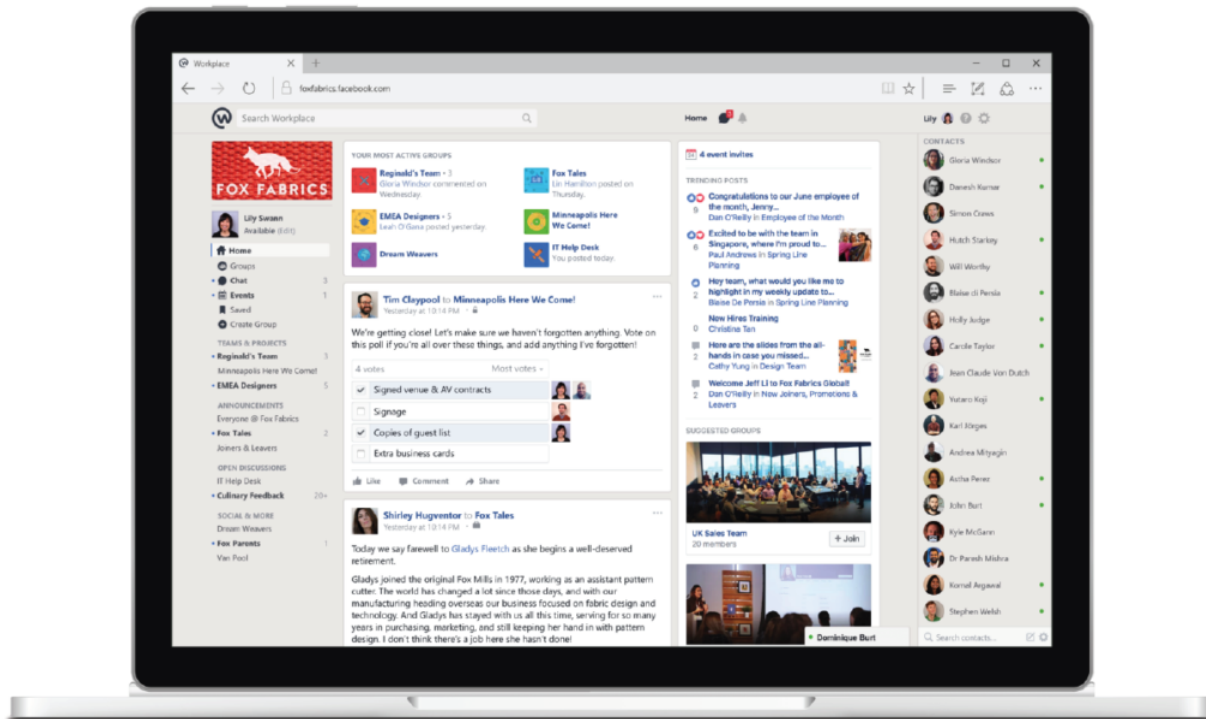 Workplace
foxfabrics.facebook.com
Search Workplace
Home
Lily
FOX FABRICS
Lily Swann
Available (Edit)
Home
Groups
Chat 3
Events 1
Saved
Create Group
TEAMS & PROJECTS
Reginald's Team 3
Minneapolis Here We Come!
EMEA Designers 5
ANNOUNCEMENTS
Everyone @ Fox Fabrics
Fox Tales 2
Joiners & Leavers
OPEN DISCUSSIONS
IT Help Desk
Culinary Feedback 20+
SOCIAL & MORE
Dream Weavers
Fox Parents 1
Van Pool
YOUR MOST ACTIVE GROUPS
Reginald's Team • 3
Gloria Windsor commented on
Wednesday.
Fox Tales
Lin Hamilton posted on
Thursday.
EMEA Designers • 5
Leah O'Gana posted yesterday.
Minneapolis Here
We Come!
Dream Weavers
IT Help Desk
You posted today.
Tim Claypool to Minneapolis Here We Come!
Yesterday at 10:14 PM
We're getting close! Let's make sure we haven't forgotten anything. Vote on
this poll if you're all over these things, and add anything I've forgotten!
4 votes Most votes
Signed venue & AV contracts
Signage
Copies of guest list
Extra business cards
Like Comment Share
Shirley Hugventor to Fox Tales
Yesterday at 10:14 PM
Today we say farewell to Gladys Fleetch as she begins a well-deserved
retirement.
Gladys joined the original Fox Mills in 1977, working as an assistant pattern
cutter. The world has changed a lot since those days, and with our
manufacturing heading overseas our business focused on fabric design and
technology. And Gladys has stayed with us all this time, serving for so many
years in purchasing, marketing, and still keeping her hand in with pattern
design. I don't think there's a job here she hasn't done!
4 event invites
TRENDING POSTS
Congratulations to our June employee of
the month, Jenny...
9
Dan O'Reilly in Employee of the Month
Excited to be with the team in
Singapore, where I'm proud to...
6
Paul Andrews in Spring Line
Planning
Hey team, what would you like me to
highlight in my weekly update to...
2
Blaise De Persia in Spring Line Planning
New Hires Training
0
Christina Tan
Here are the slides from the all-
hands in case you missed...
2
Cathy Yung in Design Team
Welcome Jeff Li to Fox Fabrics Global!
2
Dan O'Reilly in New Joiners, Promotions &
Leavers
SUGGESTED GROUPS
UK Sales Team
20 members
+ Join
CONTACTS
Gloria Windsor
Danesh Kumar
Simon Crews
Hutch Starkey
Will Worthy
Blaise di Persia
Holly Judge
Carole Taylor
Jean Claude Von Dutch
Yutaro Koji
Karl Jörges
Andrea Mityagin
Astha Perez
John Burt
Kyle McGann
Dr Paresh Mishra
Komal Argawal
Stephen Welsh
Dominique Burt
Search contacts...